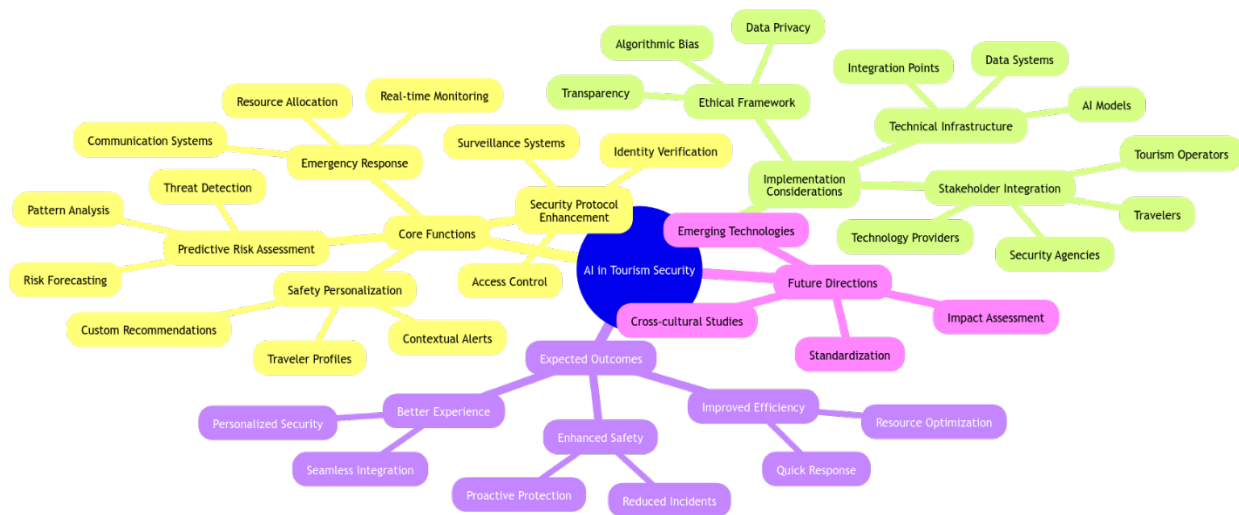 AI in Tourism Security
Core Functions
Emergency Response
Resource Allocation
Real-time Monitoring
Communication Systems
Predictive Risk Assessment
Threat Detection
Pattern Analysis
Risk Forecasting
Security Protocol
Enhancement
Surveillance Systems
Identity Verification
Access Control
Safety Personalization
Custom Recommendations
Traveler Profiles
Contextual Alerts
Implementation
Considerations
Ethical Framework
Algorithmic Bias
Data Privacy
Transparency
Technical Infrastructure
Integration Points
Data Systems
AI Models
Stakeholder Integration
Tourism Operators
Travelers
Security Agencies
Technology Providers
Future Directions
Emerging Technologies
Cross-cultural Studies
Standardization
Impact Assessment
Expected Outcomes
Better Experience
Personalized Security
Seamless Integration
Enhanced Safety
Proactive Protection
Reduced Incidents
Improved Efficiency
Resource Optimization
Quick Response